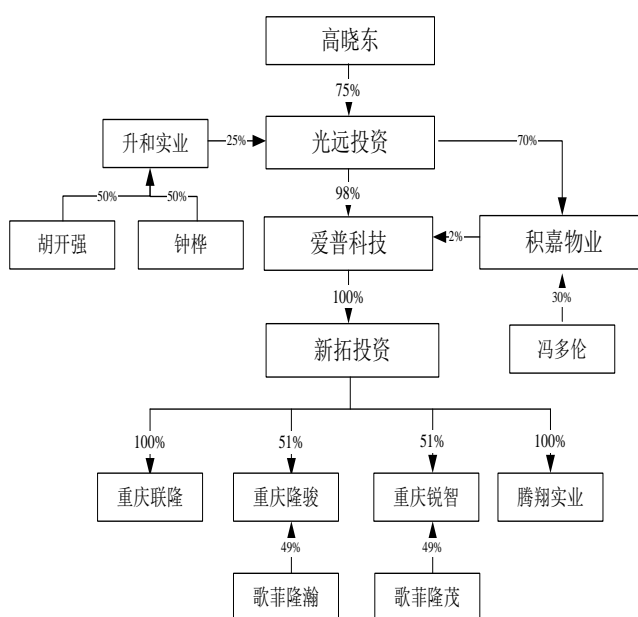 高晓东
75%
升和实业
25%
光远投资
70%
50%
50%
98%
胡开强
钟桦
爱普科技
2%
积嘉物业
100%
30%
新拓投资
冯多伦
100%
51%
51%
100%
重庆联隆
重庆隆骏
重庆锐智
腾翔实业
49%
49%
歌菲隆瀚
歌菲隆茂